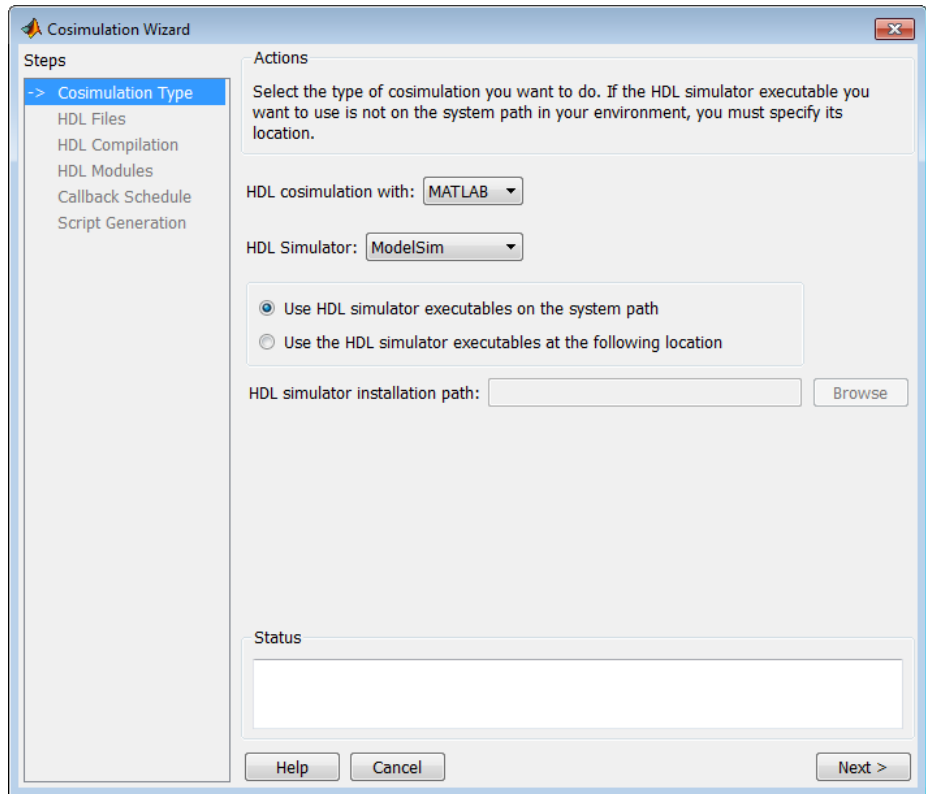 Cosimulation Wizard
Steps
-> Cosimulation Type
HDL Files
HDL Compilation
HDL Modules
Callback Schedule
Script Generation
Actions
Select the type of cosimulation you want to do. If the HDL simulator executable you
want to use is not on the system path in your environment, you must specify its
location.
HDL cosimulation with: MATLAB
HDL Simulator: ModelSim
Use HDL simulator executables on the system path
Use the HDL simulator executables at the following location
HDL simulator installation path: Browse
Status
Help Cancel Next >